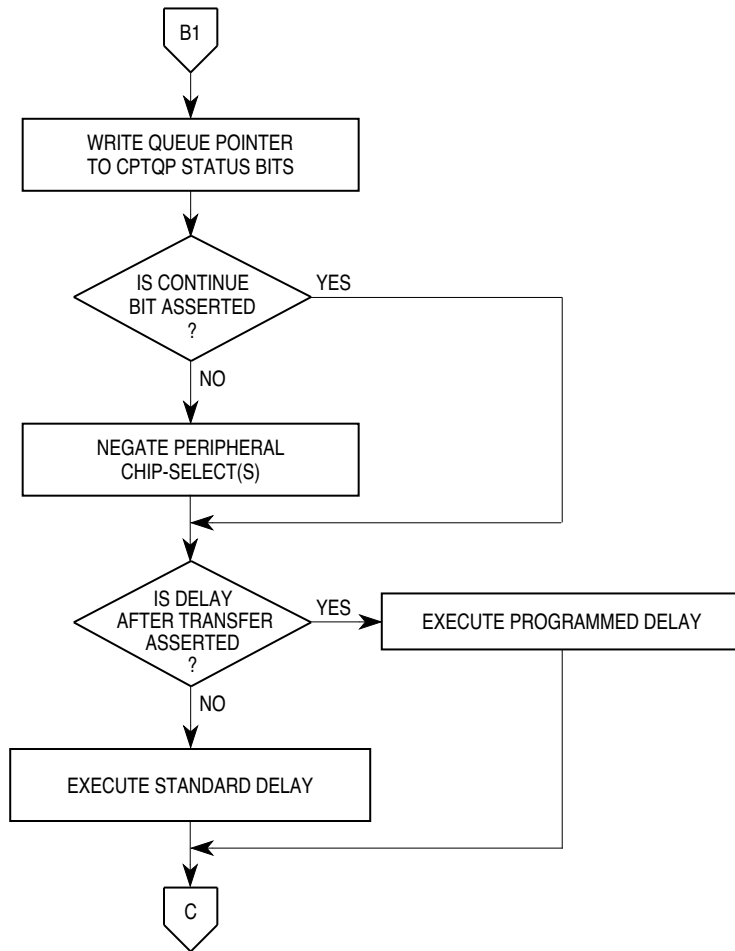 B1
WRITE QUEUE POINTER
TO CPTQP STATUS BITS
IS CONTINUE
BIT ASSERTED
?
YES
NO
NEGATE PERIPHERAL
CHIP-SELECT(S)
IS DELAY
AFTER TRANSFER
ASSERTED
?
YES
EXECUTE PROGRAMMED DELAY
NO
EXECUTE STANDARD DELAY
C